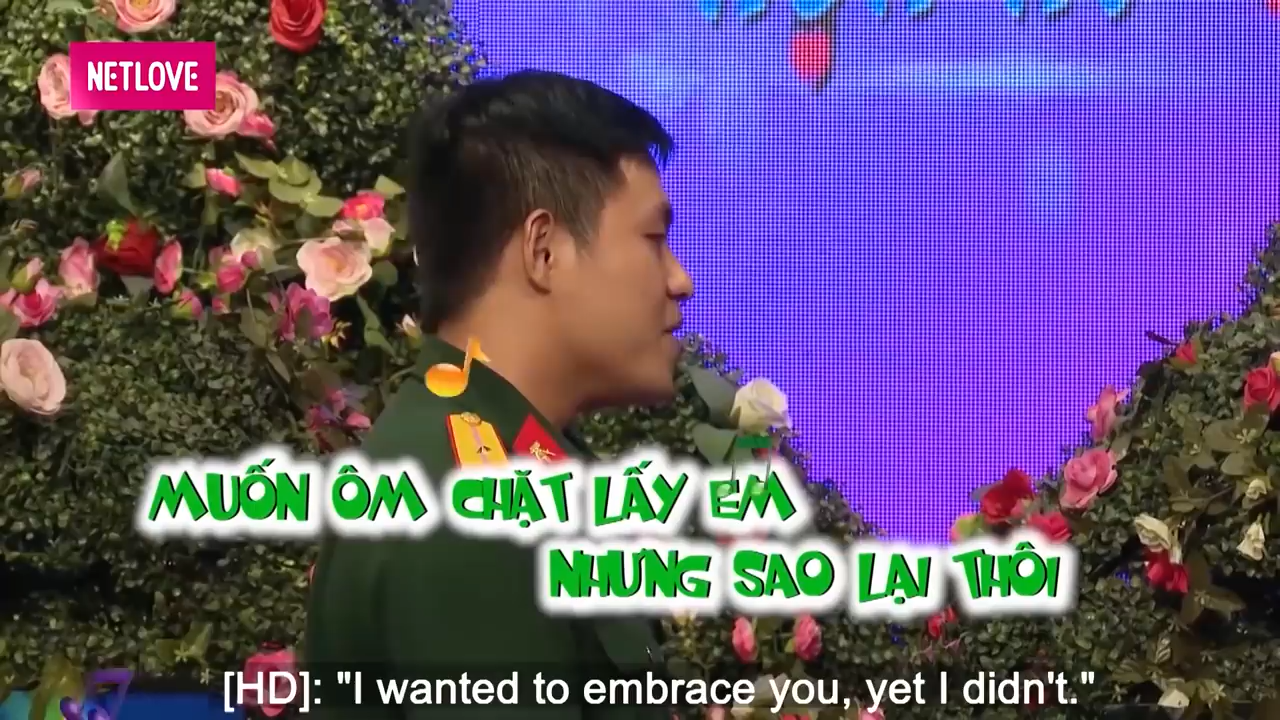 NETLOVE
MUỐN ÔM CHẶT LẤY EM
NHƯNG SAO LẠI THÔI
[HD]: "I wanted to embrace you, yet I didn't."